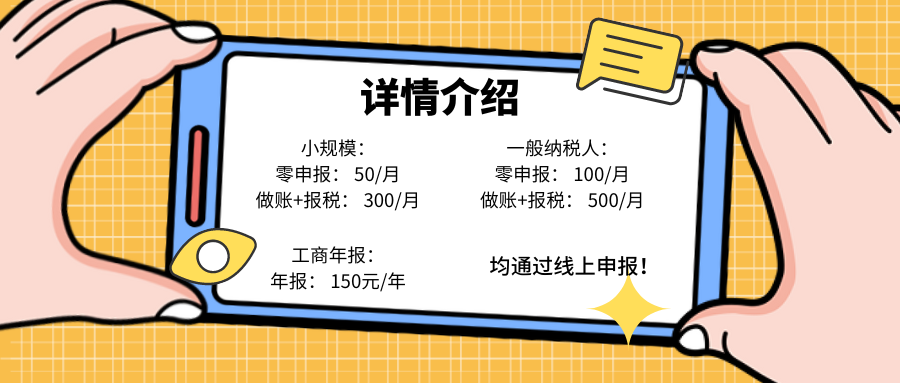 详情介绍
小规模：
零申报： 50/月
做账+报税： 300/月
一般纳税人：
零申报： 100/月
做账+报税： 500/月
工商年报：
年报： 150元/年
均通过线上申报！